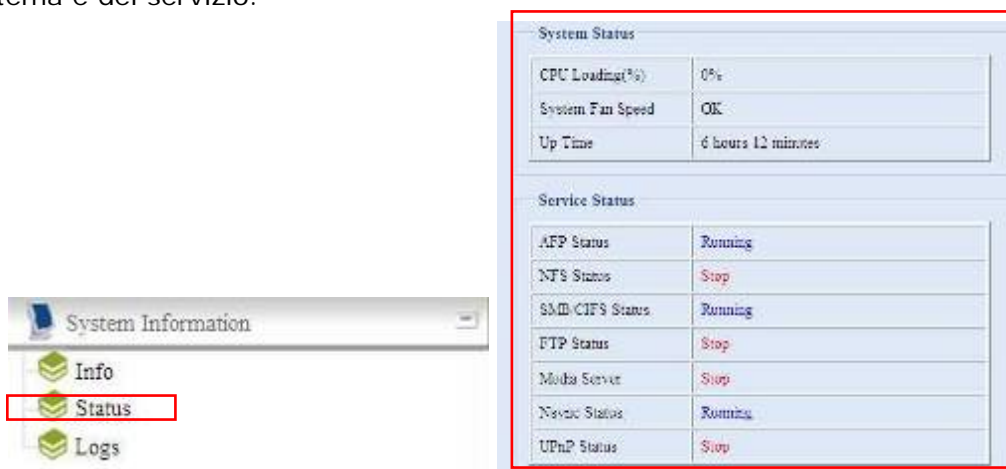 tema e del servizio.
System Status
CPU Loading(%) 0%
System Fan Speed OK
Up Time 6 hours 12 minutes
Service Status
AFP Status Running
NFS Status Stop
SMB/CIFS Status Running
FTP Status Stop
Media Server Stop
Nsync Status Running
UPnP Status Stop
System Information
Info
Status
Logs